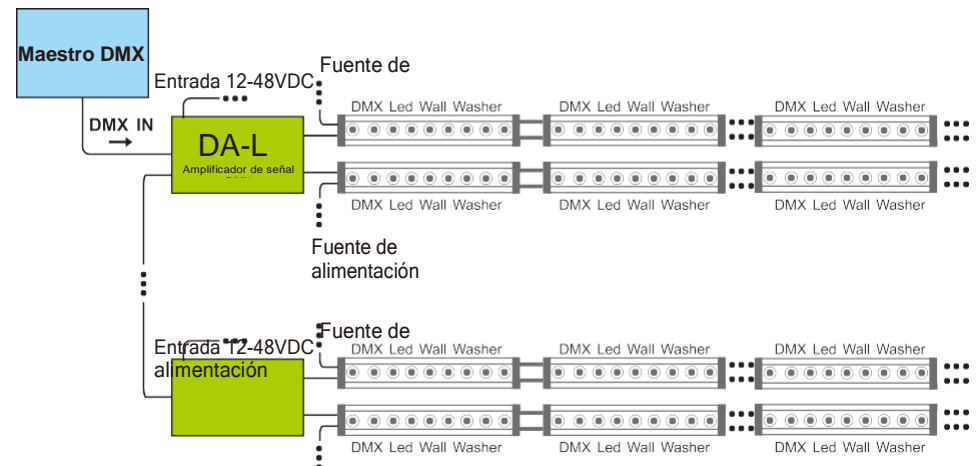 Maestro DMX
Entrada 12-48VDC
Fuente de
DMX Led Wall Washer
DMX Led Wall Washer
DMX Led Wall Washer
DMX IN
DA-L
Amplificador de señal
DMX Led Wall Washer
DMX Led Wall Washer
DMX Led Wall Washer
Fuente de
alimentación
Entrada 12-48VDC
alimentación
Fuente de
DMX Led Wall Washer
DMX Led Wall Washer
DMX Led Wall Washer
DMX Led Wall Washer
DMX Led Wall Washer
DMX Led Wall Washer